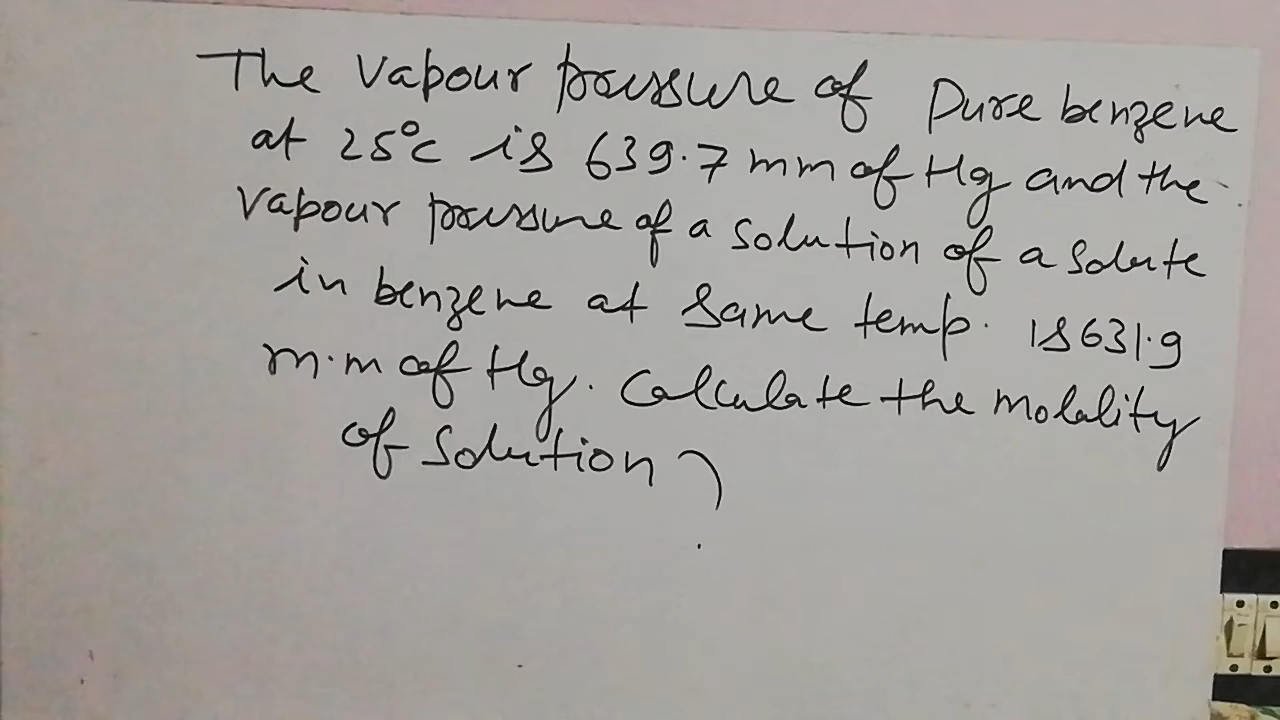 The Vapour pressure of Pure benzene
at 25°C is 639.7 mm of Hg and the
Vapour pressure of a solution of a solute
in benzene at same temp. is 631.9
m.m of Hg. Calculate the molality
of solution ?